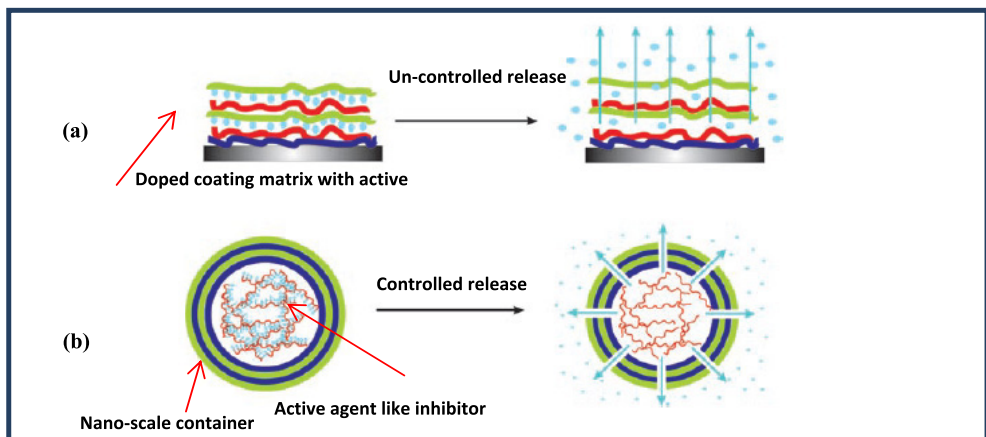 Un-controlled release
(a)
Doped coating matrix with active
Controlled release
(b)
Active agent like inhibitor
Nano-scale container